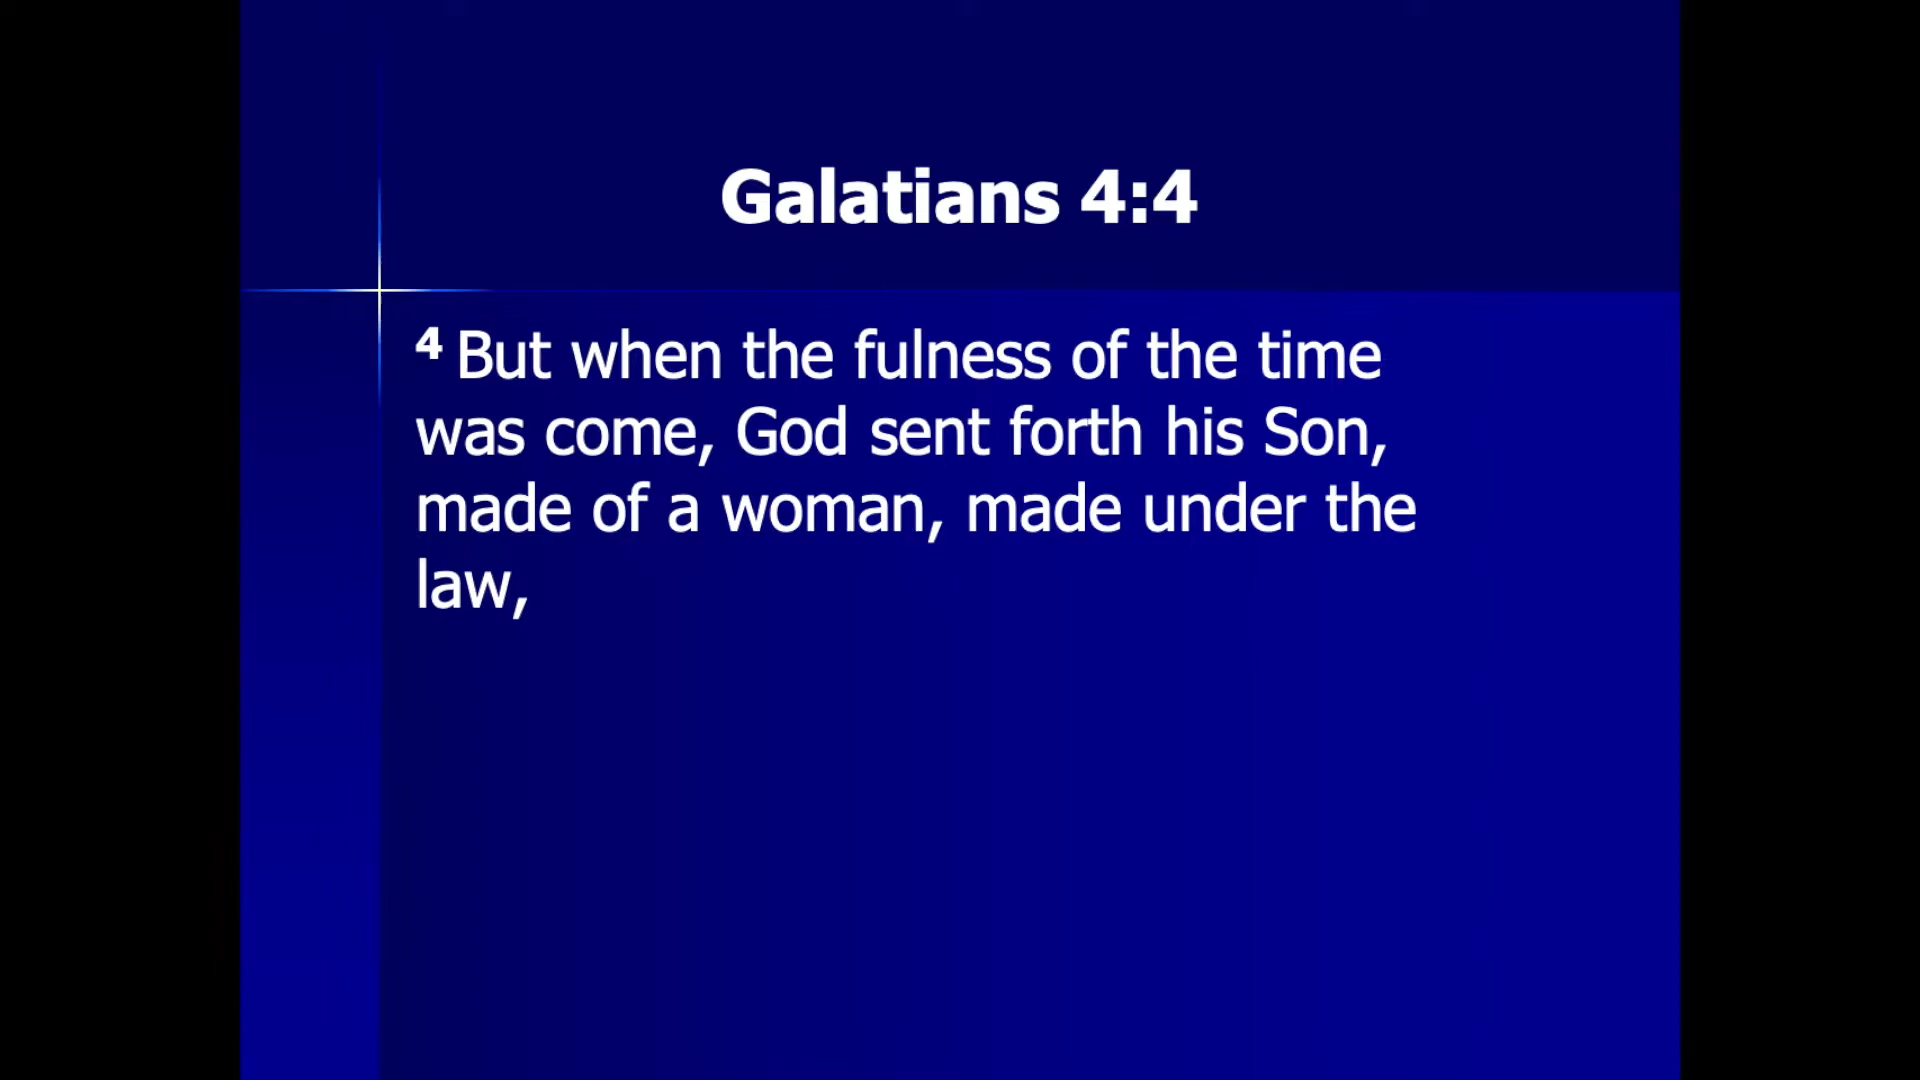 Galatians 4:4
4 But when the fulness of the time
was come, God sent forth his Son,
made of a woman, made under the
law,